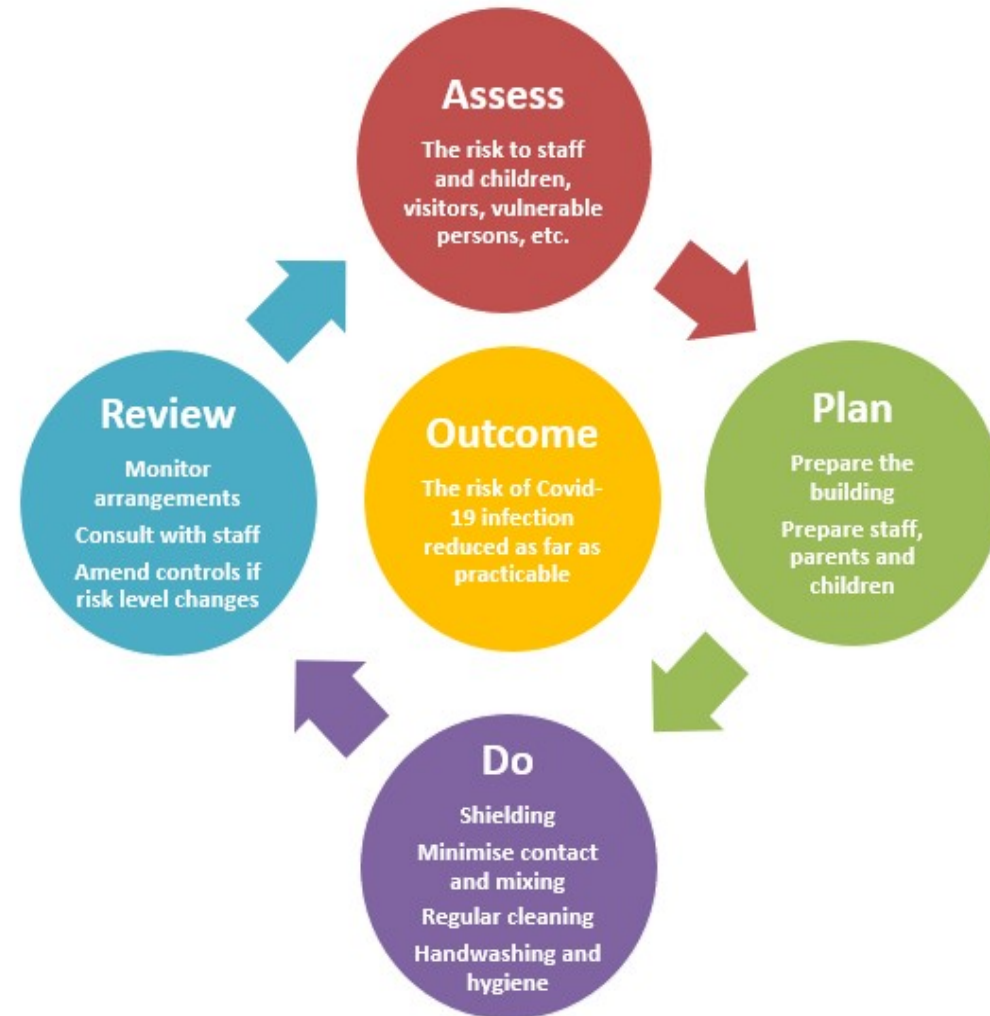 Assess
The risk to staff
and children,
visitors, vulnerable
persons, etc.
Plan
Prepare the
building
Prepare staff,
parents and
children
Do
Shielding
Minimise contact
and mixing
Regular cleaning
Handwashing and
hygiene
Review
Monitor
arrangements
Consult with staff
Amend controls if
risk level changes
Outcome
The risk of Covid-
19 infection
reduced as far as
practicable